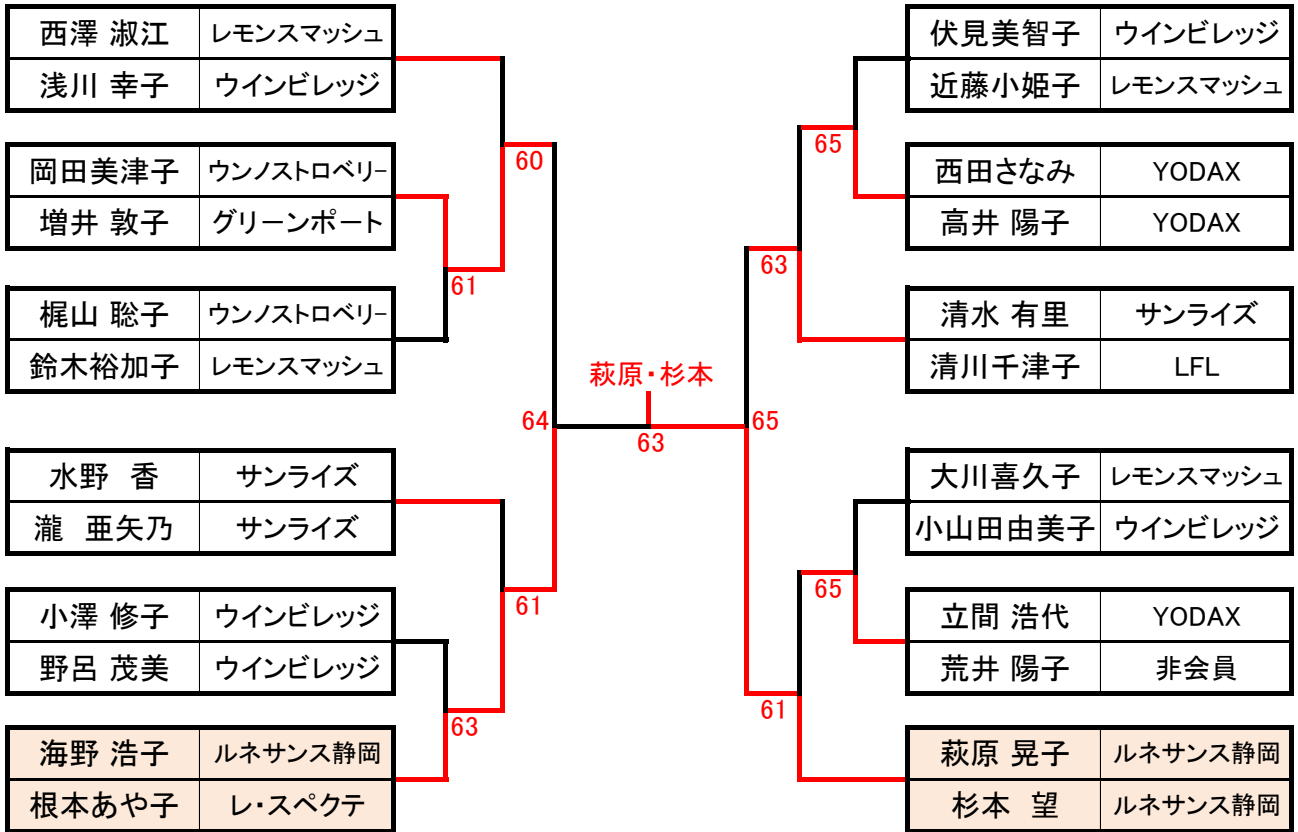 西澤 淑江 レモンスマッシュ
浅川 幸子 ウインビレッジ
岡田美津子 ウンノストロベリー
増井 敦子 グリーンポート
梶山 聡子 ウンノストロベリー
鈴木裕加子 レモンスマッシュ
水野 香 サンライズ
瀧 亜矢乃 サンライズ
小澤 修子 ウインビレッジ
野呂 茂美 ウインビレッジ
海野 浩子 ルネサンス静岡
根本あや子 レ・スペクテ
60
61
64
61
63
萩原・杉本
63
65
63
65
65
61
伏見美智子 ウインビレッジ
近藤小姫子 レモンスマッシュ
西田さなみ YODAX
高井 陽子 YODAX
清水 有里 サンライズ
清川千津子 LFL
大川喜久子 レモンスマッシュ
小山田由美子 ウインビレッジ
立間 浩代 YODAX
荒井 陽子 非会員
萩原 晃子 ルネサンス静岡
杉本 望 ルネサンス静岡